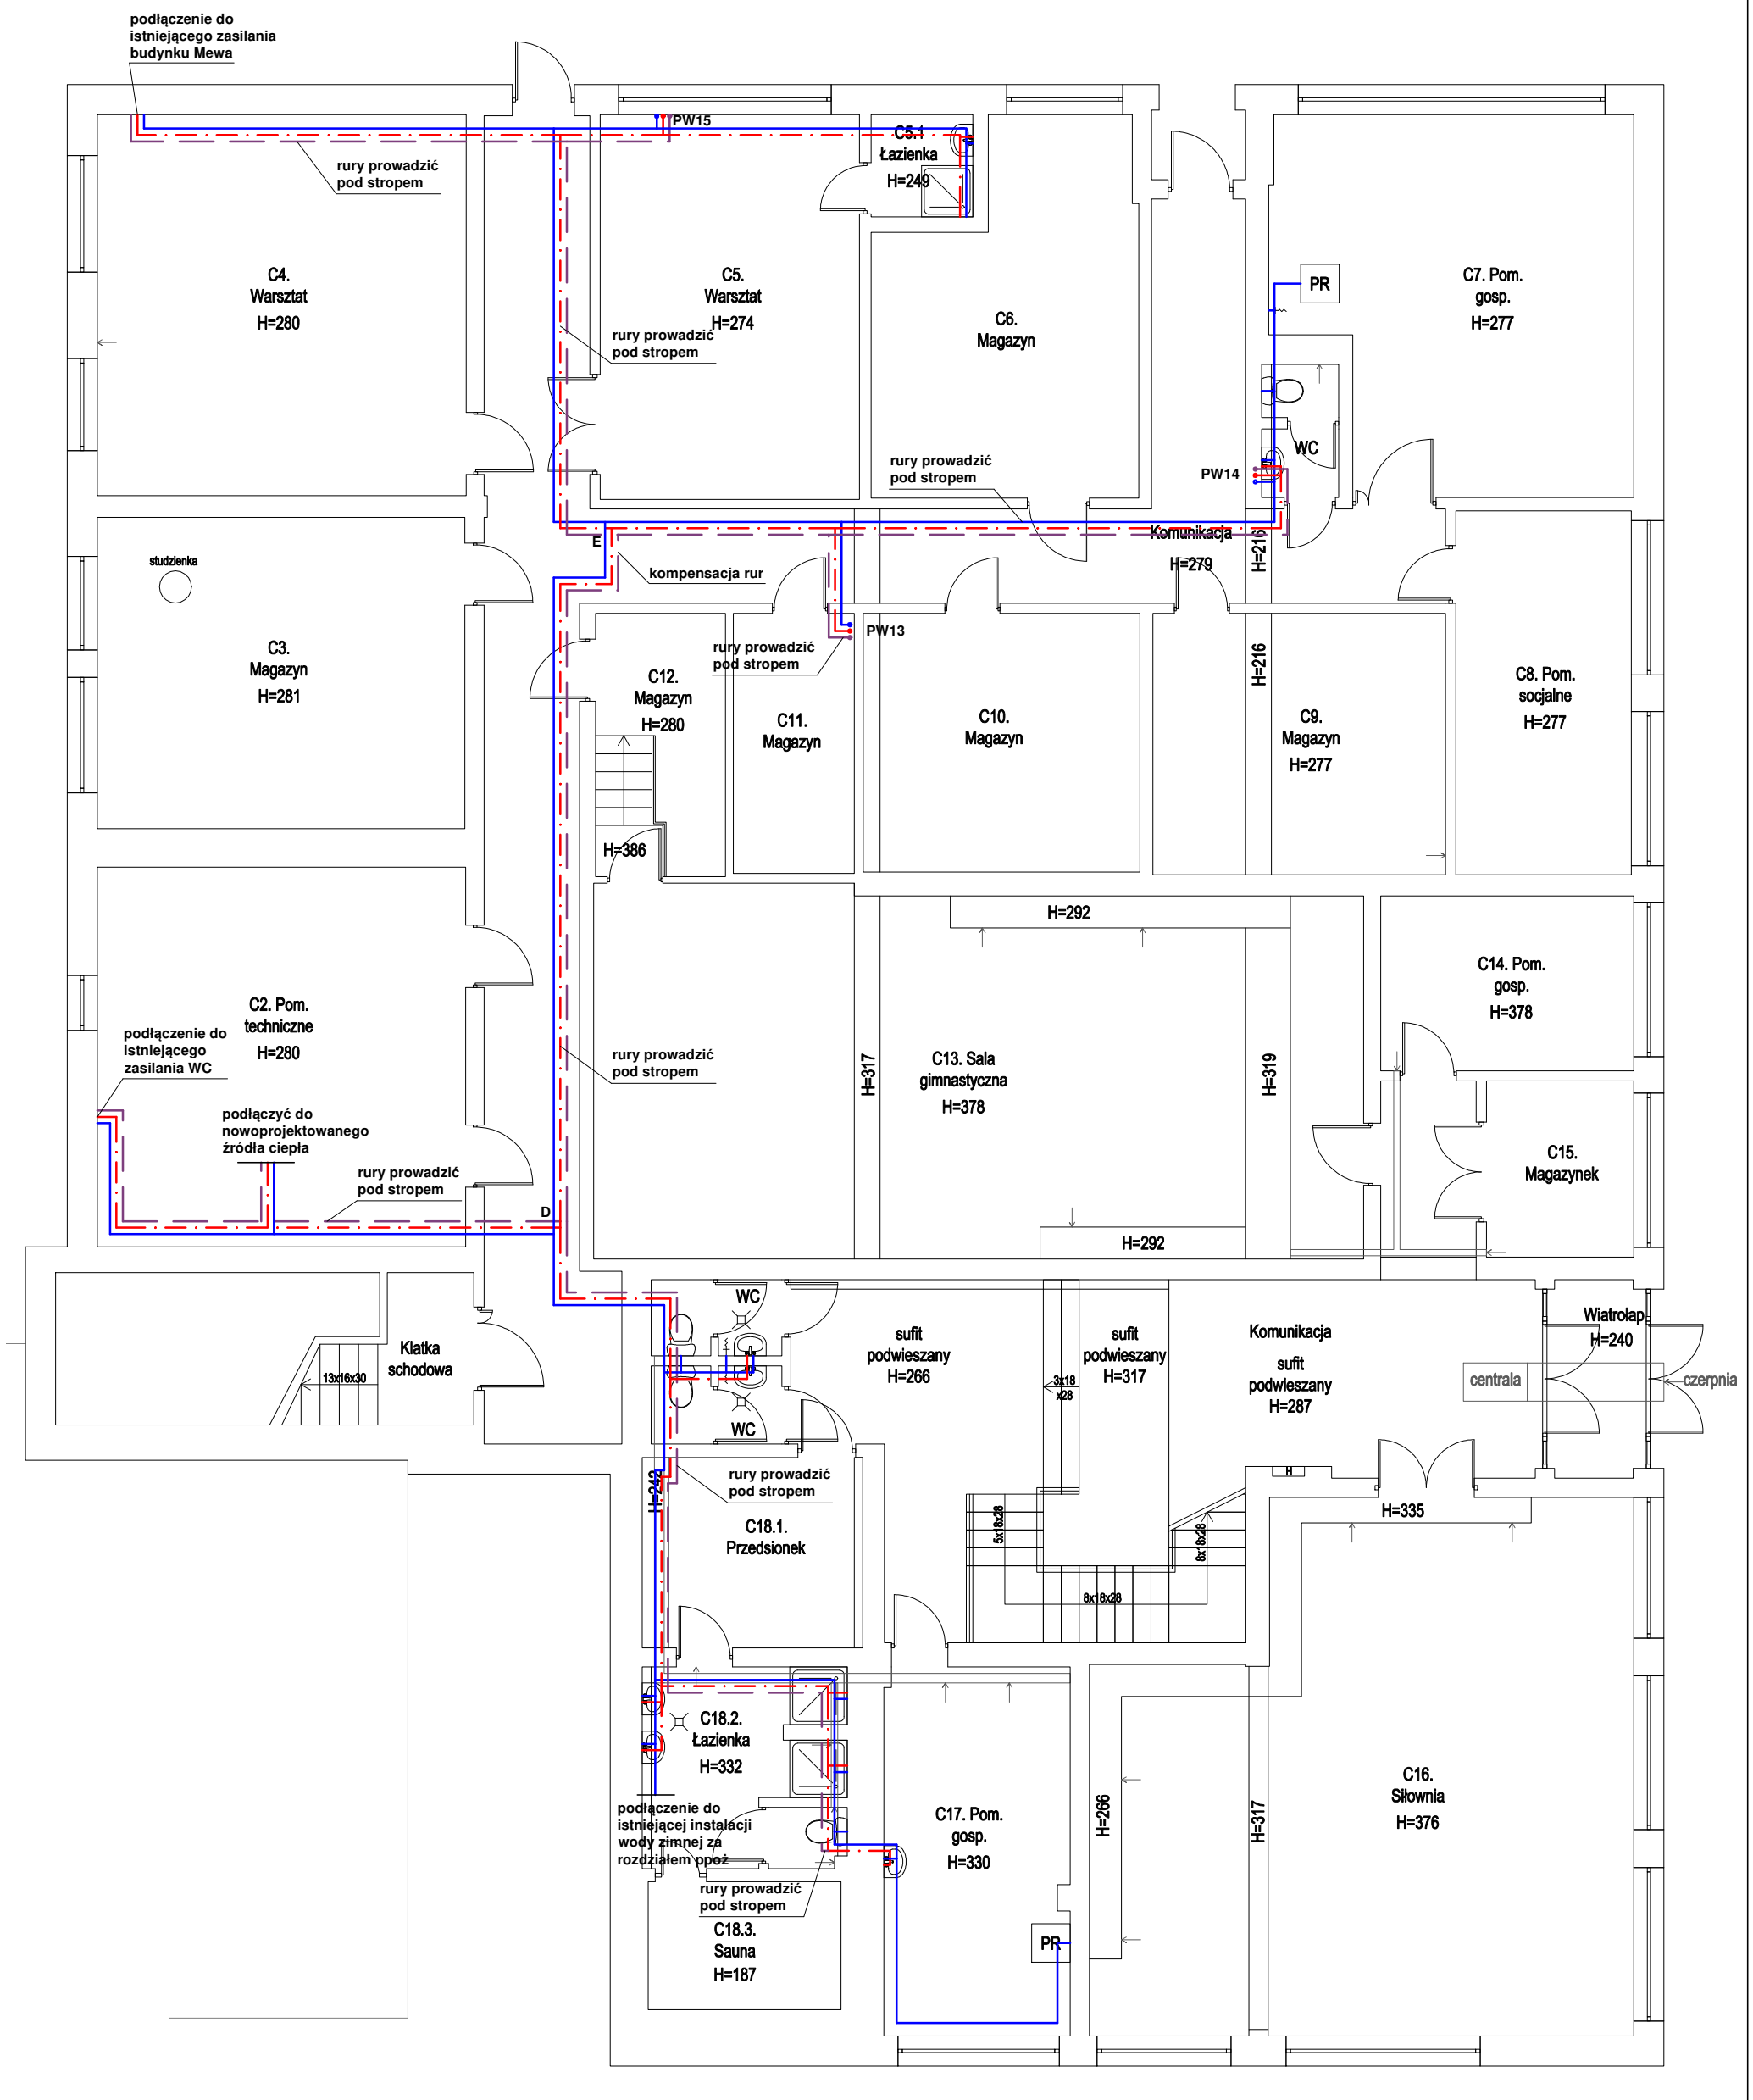 podłączenie do
istniejącego zasilania
budynku Mewa
PW15
rury prowadzić
pod stropem
C5.1
Łazienka
H=249
C4.
Warsztat
H=280
C5.
Warsztat
H=274
rury prowadzić
pod stropem
C6.
Magazyn
PR
C7. Pom.
gosp.
H=277
WC
rury prowadzić
pod stropem
PW14
E
Komunikacja
H=279
H=216
studzienka
kompensacja rur
PW13
rury prowadzić
pod stropem
C3.
Magazyn
H=281
C12.
Magazyn
H=280
C11.
Magazyn
C10.
Magazyn
H=216
C9.
Magazyn
H=277
C8. Pom.
socjalne
H=277
H=386
H=292
C14. Pom.
gosp.
H=378
C2. Pom.
techniczne
H=280
podłączenie do
istniejącego
zasilania WC
rury prowadzić
pod stropem
H=317
C13. Sala
gimnastyczna
H=378
H=319
podłączyć do
nowoprojektowanego
źródła ciepła
rury prowadzić
pod stropem
D
C15.
Magazynek
H=292
WC
Klatka
schodowa
13x16x30
sufit
podwieszany
H=266
sufit
podwieszany
H=317
3x18
x28
Komunikacja
sufit
podwieszany
H=287
Wiatrołap
H=240
centrala
czerpnia
WC
H=242
rury prowadzić
pod stropem
H
H=335
C18.1.
Przedsionek
5x18x28
8x18x28
8x18x28
C18.2.
Łazienka
H=332
podłączenie do
istniejącej instalacji
wody zimnej za
rozdziałem ppoż
C17. Pom.
gosp.
H=330
H=266
H=317
C16.
Siłownia
H=376
rury prowadzić
pod stropem
C18.3.
Sauna
H=187
PR